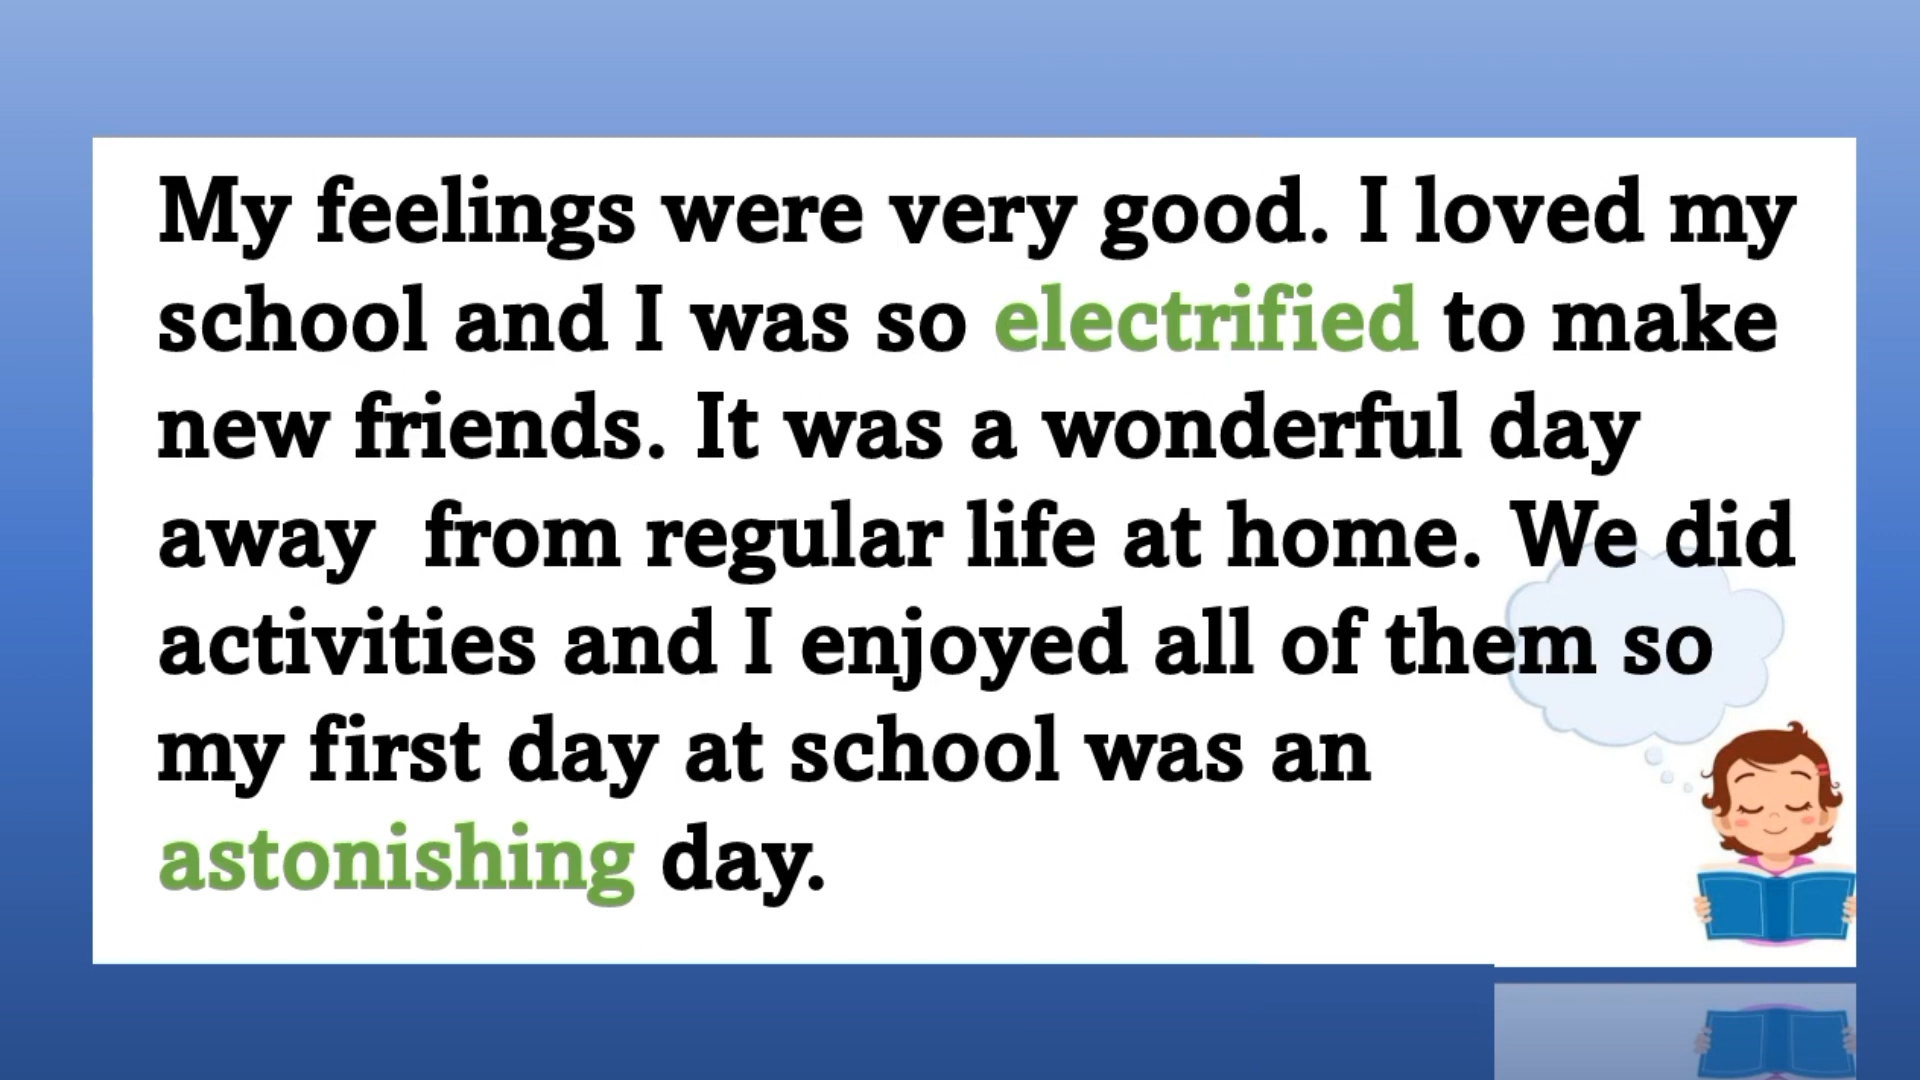 My feelings were very good. I loved my
school and I was so electrified to make
new friends. It was a wonderful day
away  from regular life at home. We did
activities and I enjoyed all of them so
my first day at school was an
astonishing day.